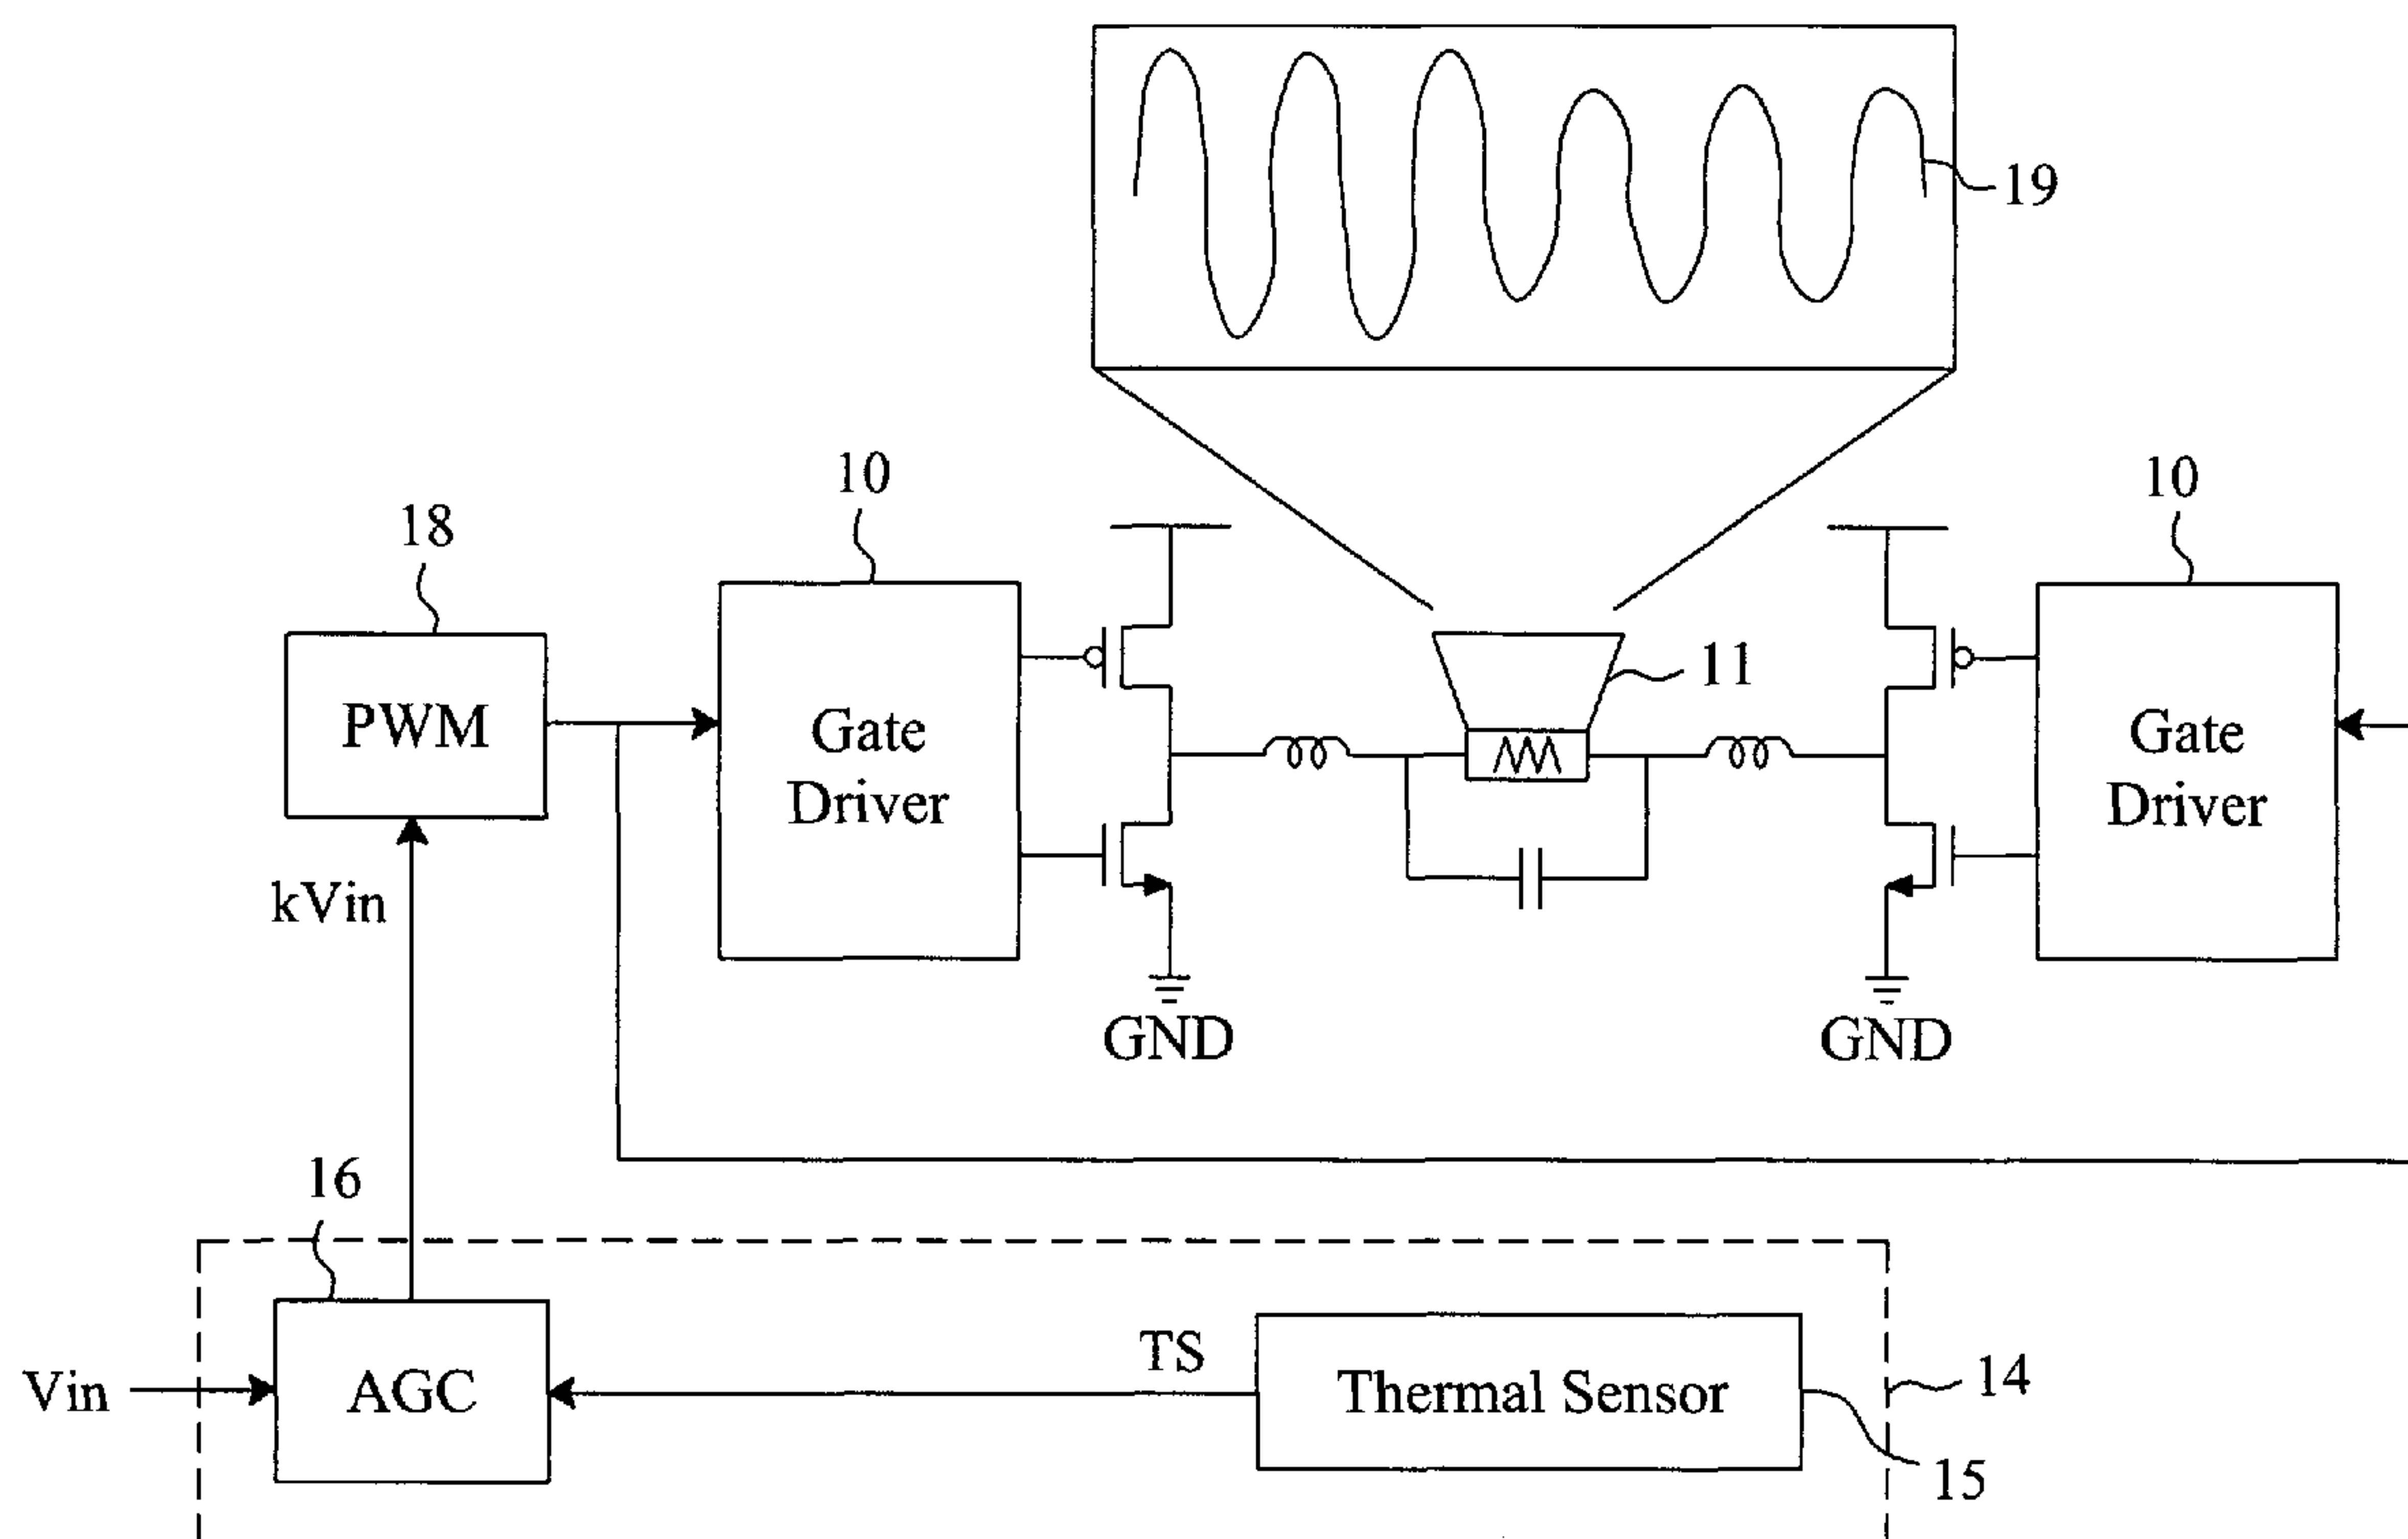 19
10
10
18
11
PWM
Gate
Driver
Gate
Driver
kVin
GND
GND
16
TS
Vin
AGC
Thermal Sensor
14
15